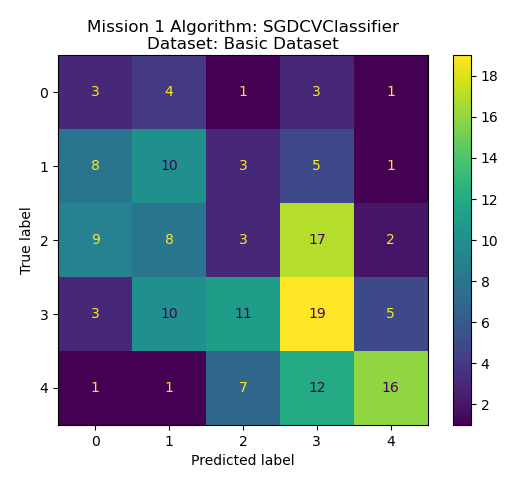 Mission 1 Algorithm: SGDCVClassifier
Dataset: Basic Dataset
True label
0 3 4 1 3 1
1 8 10 3 5 1
2 9 8 3 17 2
3 3 10 11 19 5
4 1 1 7 12 16
0 1 2 3 4
Predicted label
18
16
14
12
10
8
6
4
2